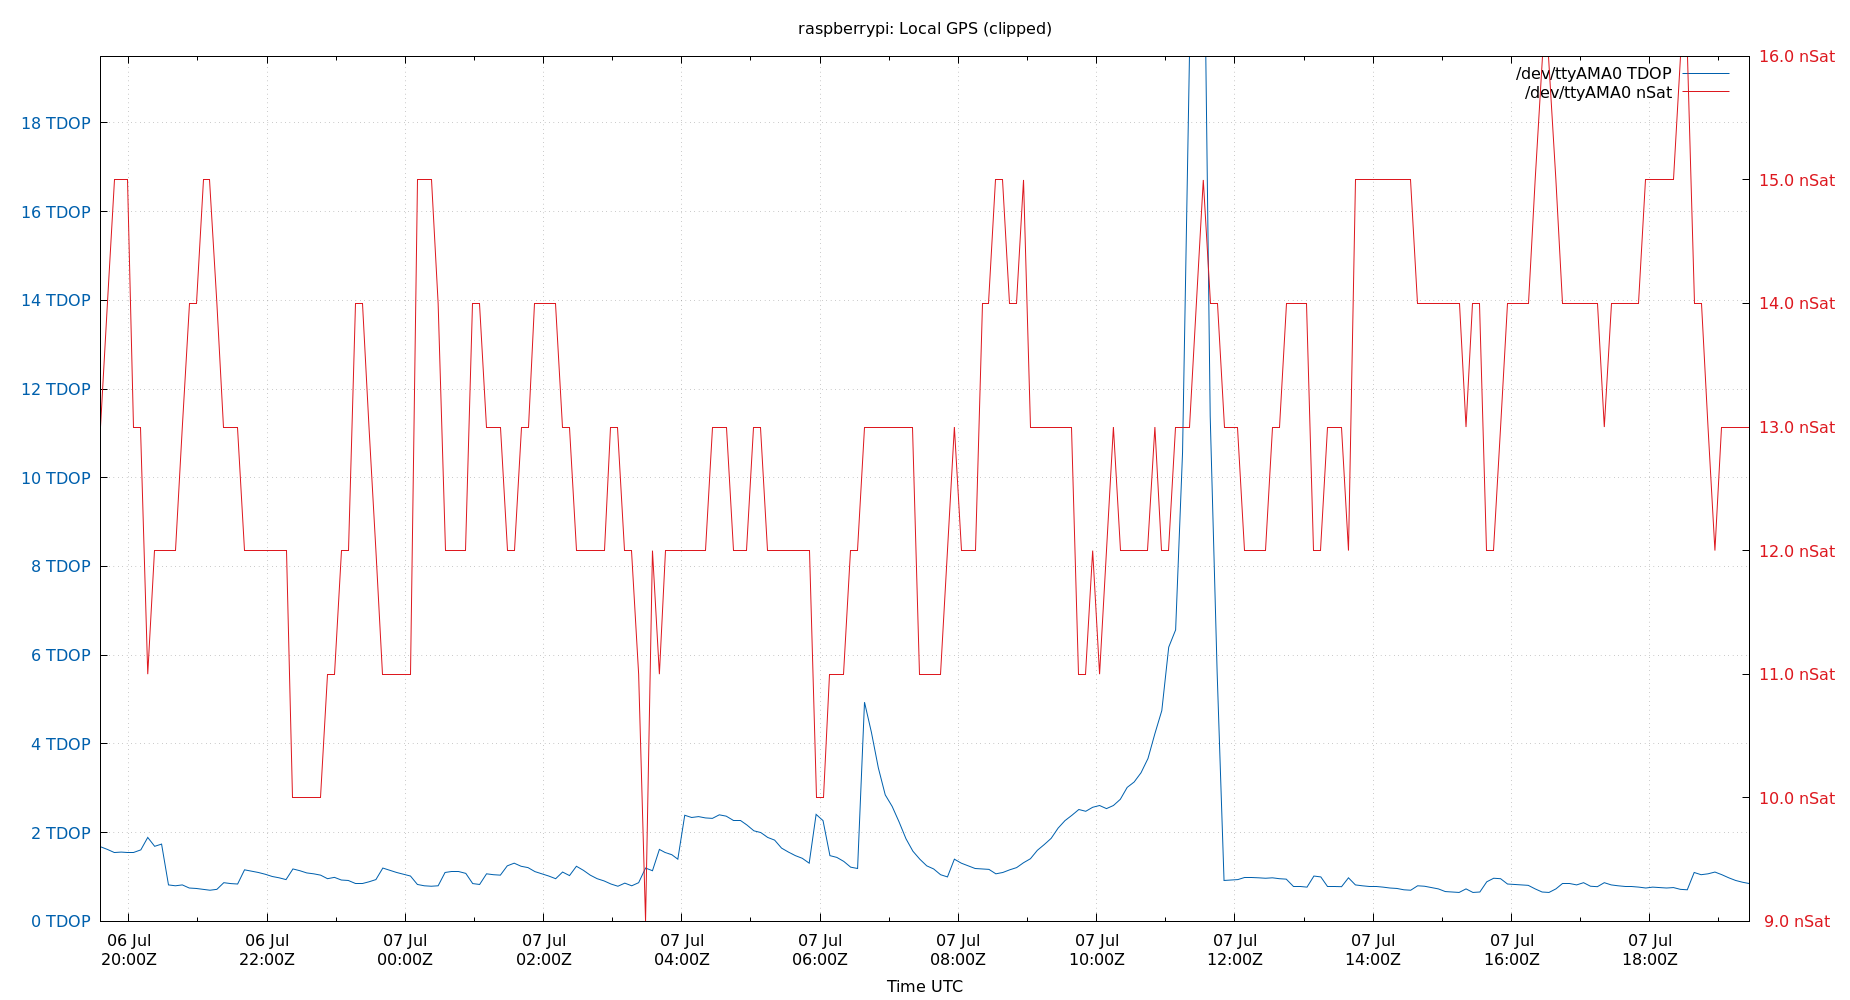 raspberrypi: Local GPS (clipped)
/dev/ttyAMA0 TDOP
/dev/ttyAMA0 nSat
18 TDOP
16 TDOP
14 TDOP
12 TDOP
10 TDOP
8 TDOP
6 TDOP
4 TDOP
2 TDOP
0 TDOP
16.0 nSat
15.0 nSat
14.0 nSat
13.0 nSat
12.0 nSat
11.0 nSat
10.0 nSat
9.0 nSat
06 Jul 06 Jul 07 Jul 07 Jul 07 Jul 07 Jul 07 Jul 07 Jul 07 Jul 07 Jul 07 Jul 07 Jul
20:00Z 22:00Z 00:00Z 02:00Z 04:00Z 06:00Z 08:00Z 10:00Z 12:00Z 14:00Z 16:00Z 18:00Z
Time UTC